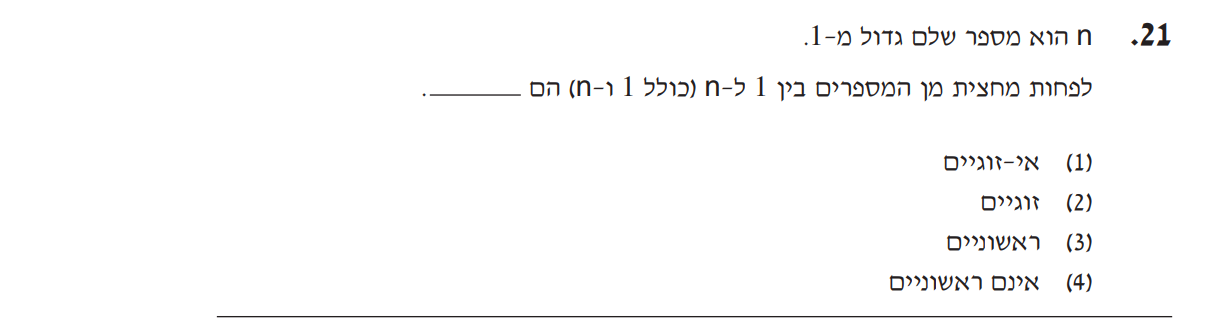 21. n הוא מספר שלם גדול מ-1.
לפחות מחצית מן המספרים בין 1 ל-n (כולל 1 ו-n) הם ________.
(1) אי-זוגיים
(2) זוגיים
(3) ראשוניים
(4) אינם ראשוניים